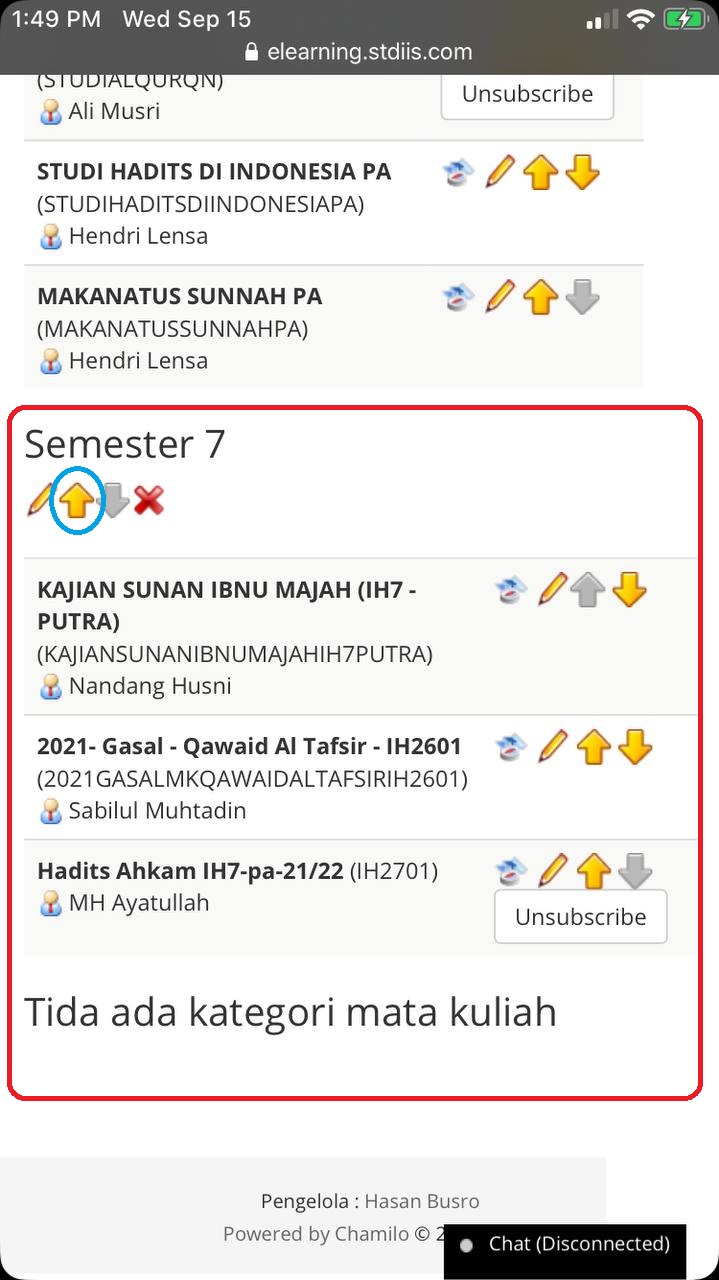 1:49 PM Wed Sep 15
elearning.stdiis.com
(STUDIALQURQN)
Ali Musri
Unsubscribe
STUDI HADITS DI INDONESIA PA
(STUDIHADITSDIINDONESIAPA)
Hendri Lensa
MAKANATUS SUNNAH PA
(MAKANATUSSUNNAHPA)
Hendri Lensa
Semester 7
KAJIAN SUNAN IBNU MAJAH (IH7 -
PUTRA)
(KAJIANSUNANIBNUMAJAHIH7PUTRA)
Nandang Husni
2021- Gasal - Qawaid Al Tafsir - IH2601
(2021GASALMKQAWAIDALTAFSIRIH2601)
Sabilul Muhtadin
Hadits Ahkam IH7-pa-21/22 (IH2701)
MH Ayatullah
Unsubscribe
Tida ada kategori mata kuliah
Pengelola : Hasan Busro
Powered by Chamilo © 2
Chat (Disconnected)